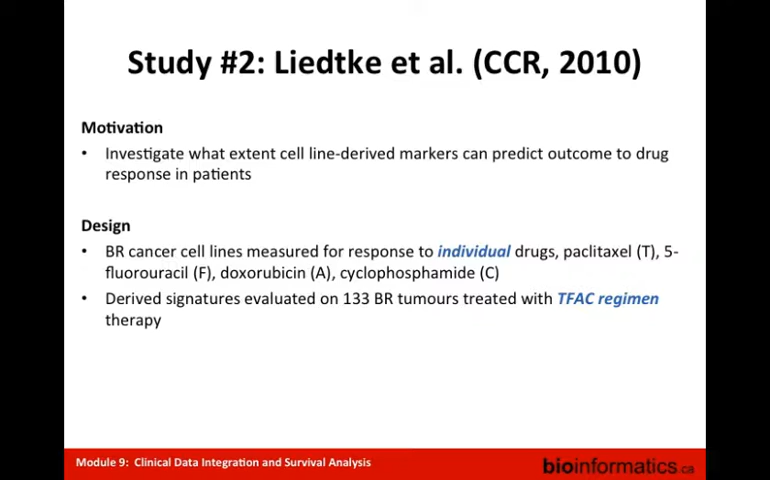 Study #2: Liedtke et al. (CCR, 2010)
Motivation
• Investigate what extent cell line-derived markers can predict outcome to drug
response in patients
Design
• BR cancer cell lines measured for response to individual drugs, paclitaxel (T), 5-
fluorouracil (F), doxorubicin (A), cyclophosphamide (C)
• Derived signatures evaluated on 133 BR tumours treated with TFAC regimen
therapy
Module 9: Clinical Data Integration and Survival Analysis
bioinformatics.ca